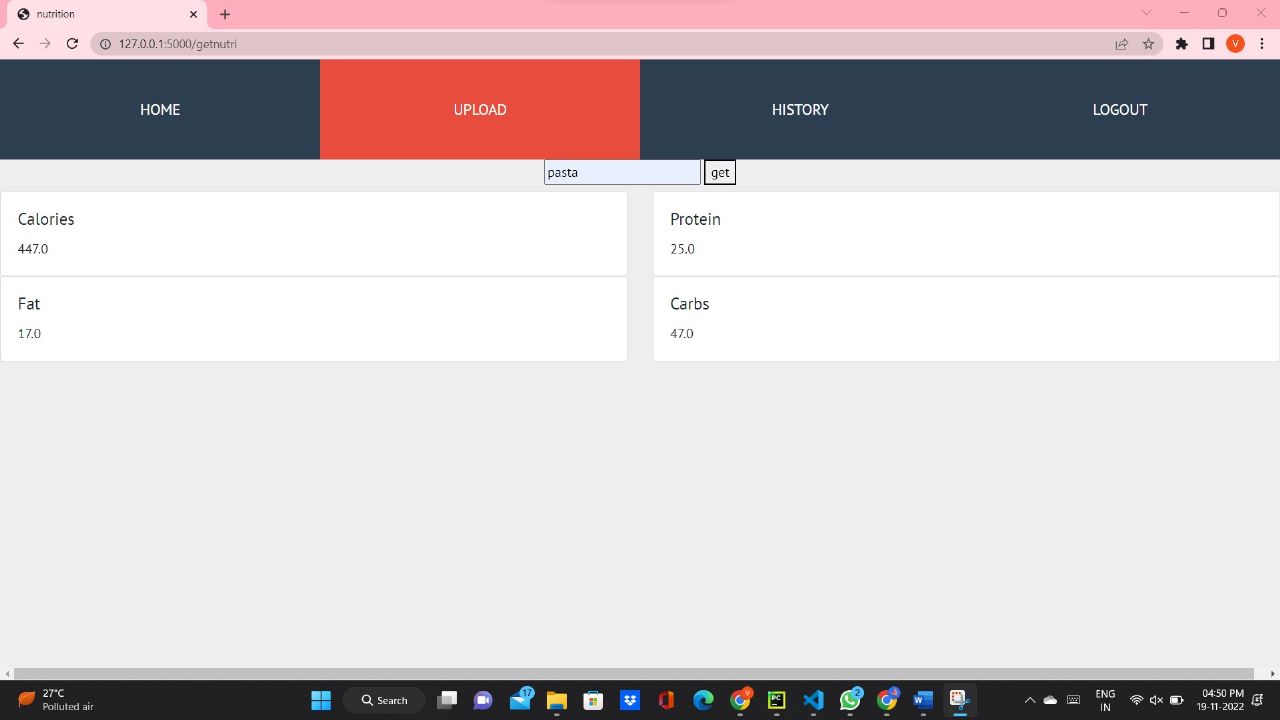 nutrition
127.0.0.1:5000/getnutri
V
HOME UPLOAD HISTORY LOGOUT
pasta get
Calories
447.0
Protein
25.0
Fat
17.0
Carbs
47.0
27°C
Polluted air
Search
17
V
PC
2
W
ENG
IN
04:50 PM
19-11-2022